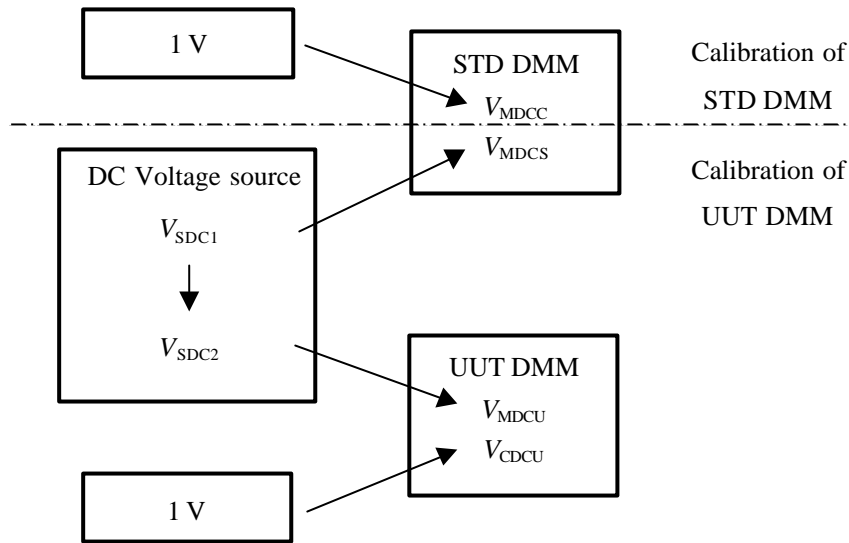 1 V
STD DMM
V_MDCC
V_MDCS
Calibration of
STD DMM
Calibration of
UUT DMM
DC Voltage source
V_SDC1
V_SDC2
UUT DMM
V_MDCU
V_CDCU
1 V